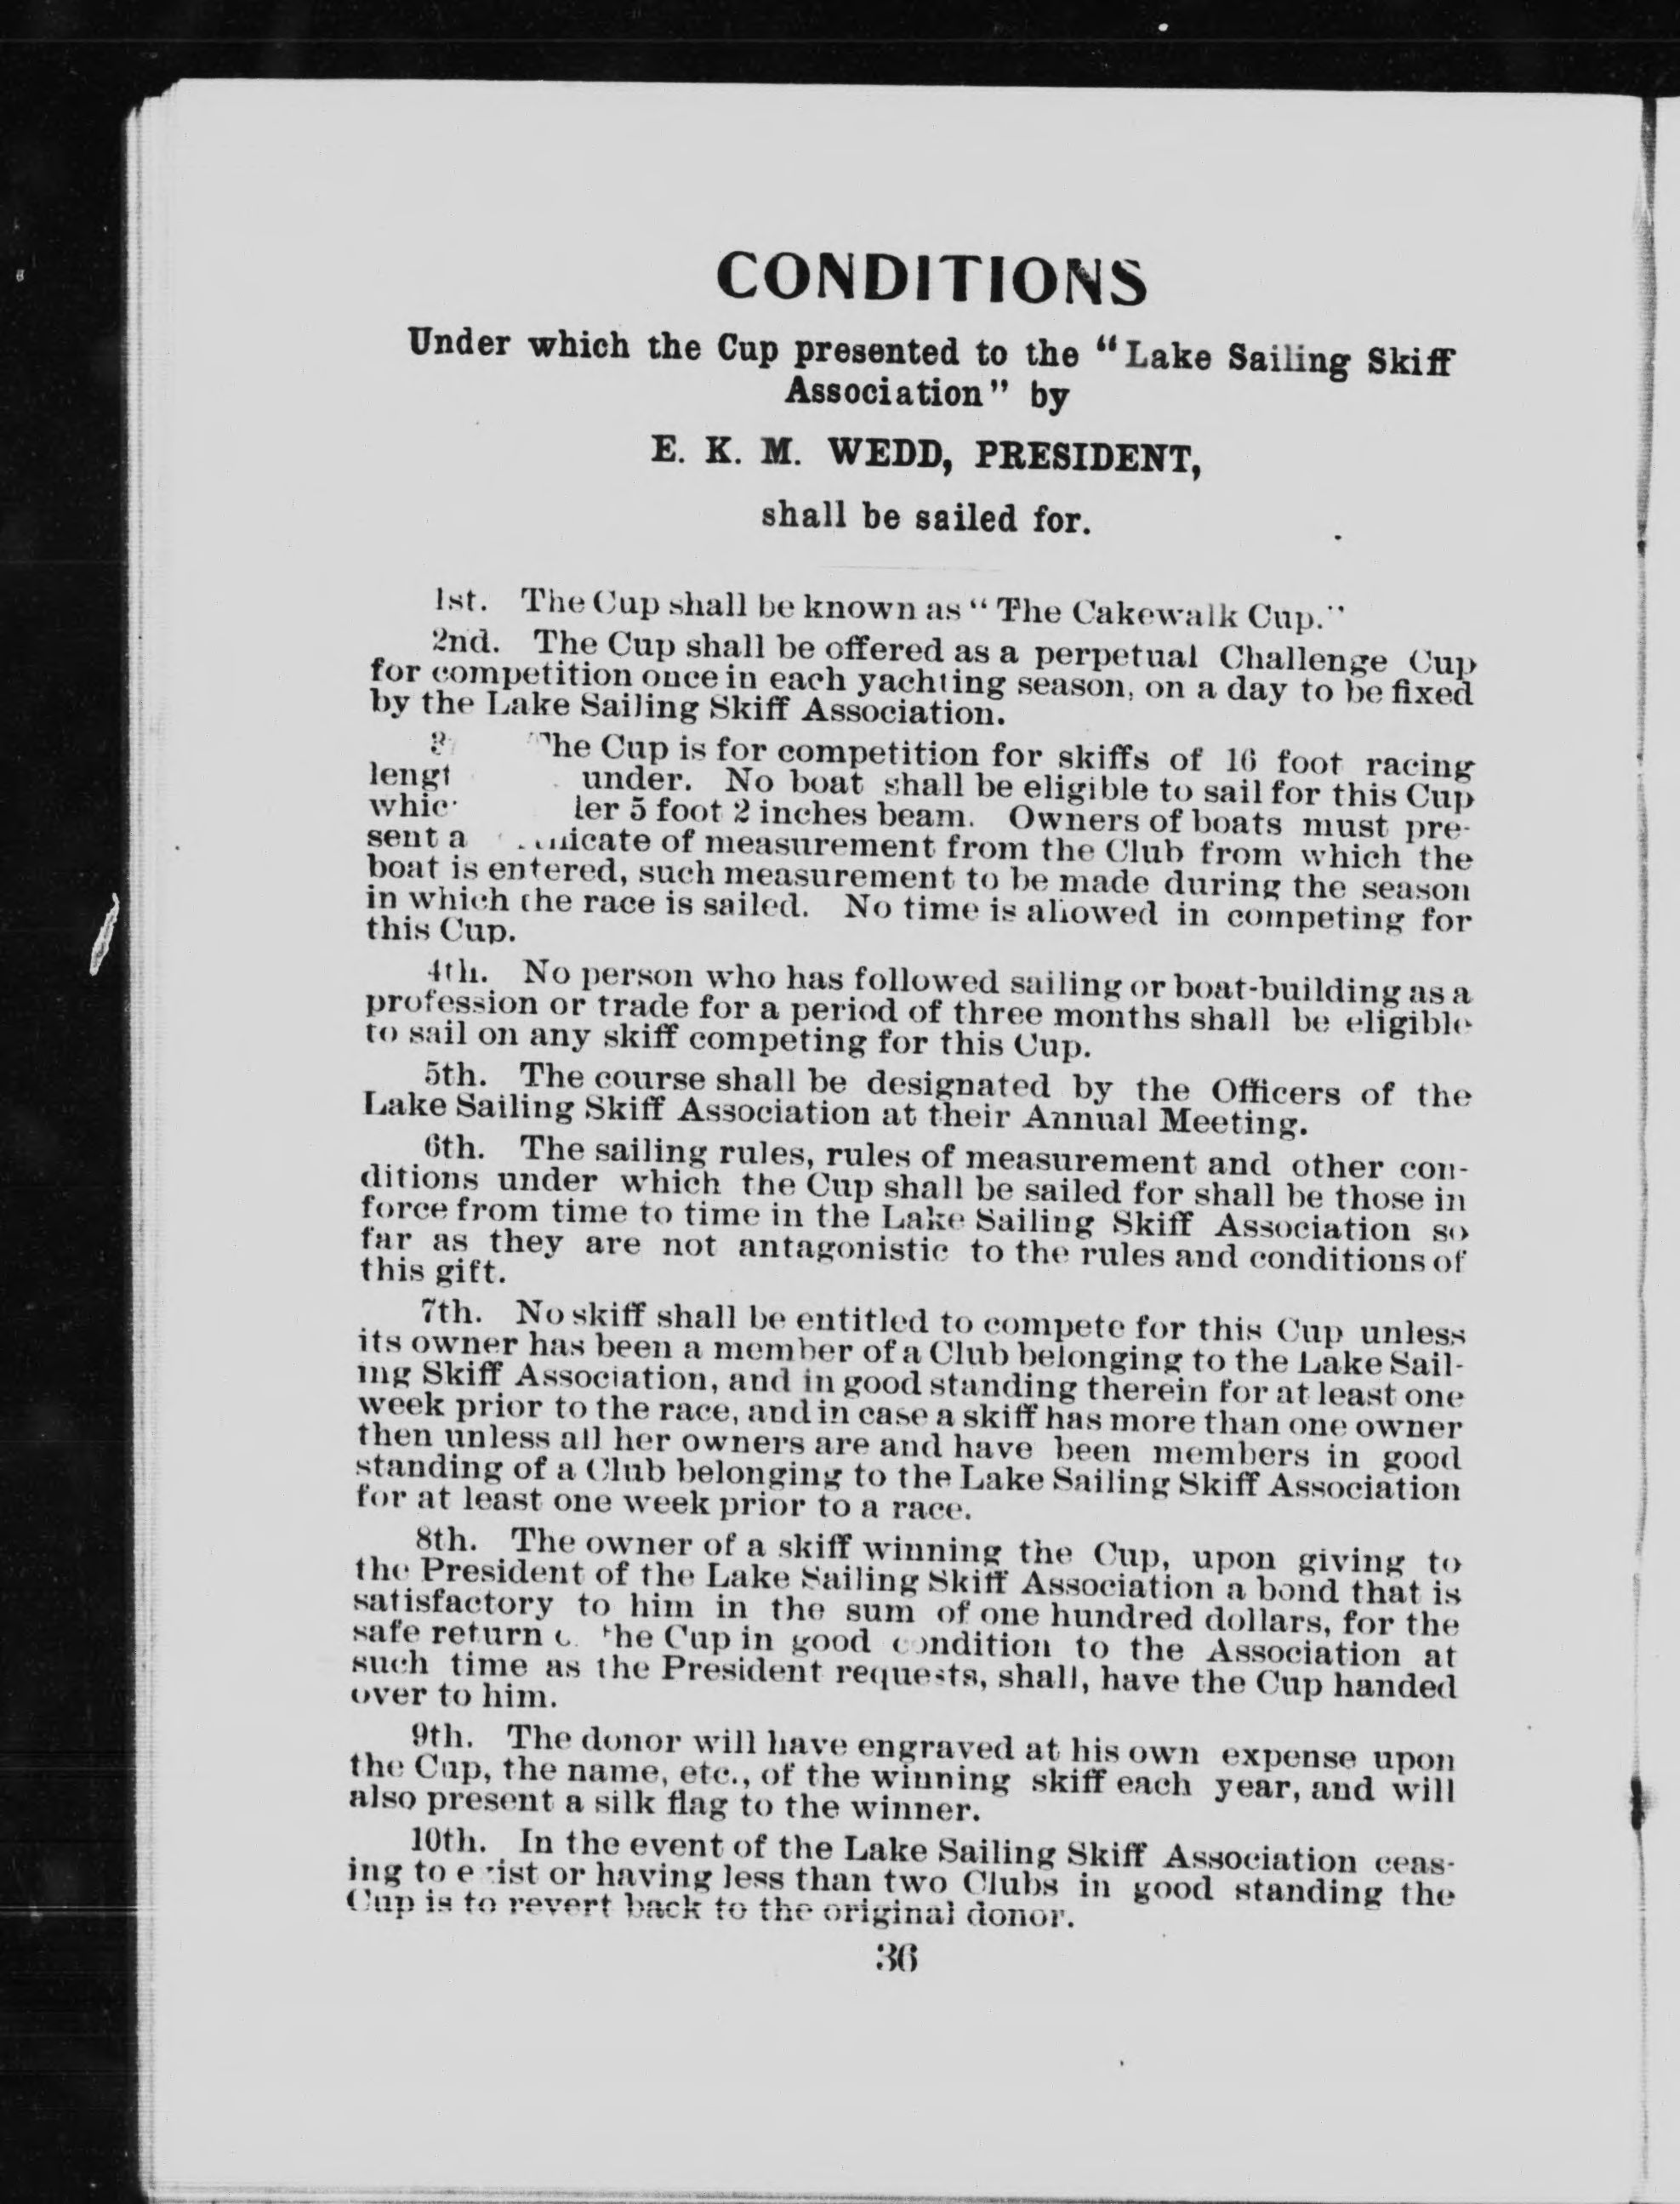 CONDITIONS
Under which the Cup presented to the "Lake Sailing Skiff
Association" by
E. K. M. WEDD, PRESIDENT,
shall be sailed for.
1st. The Cup shall be known as "The Cakewalk Cup."
2nd. The Cup shall be offered as a perpetual Challenge Cup
for competition once in each yachting season, on a day to be fixed
by the Lake Sailing Skiff Association.
The Cup is for competition for skiffs of 16 foot racing
under. No boat shall be eligible to sail for this Cup
5 foot 2 inches beam. Owners of boats must pre-
sent a of measurement from the Club from which the
boat is entered, such measurement to be made during the season
in which the race is sailed. No time is allowed in competing for
this Cup.
4th. No person who has followed sailing or boat-building as a
profession or trade for a period of three months shall be eligible
to sail on any skiff competing for this Cup.
5th. The course shall be designated by the Officers of the
Lake Sailing Skiff Association at their Annual Meeting.
6th. The sailing rules, rules of measurement and other con-
ditions under which the Cup shall be sailed for shall be those in
force from time to time in the Lake Sailing Skiff Association so
far as they are not antagonistic to the rules and conditions of
this gift.
7th. No skiff shall be entitled to compete for this Cup unless
its owner has been a member of a Club belonging to the Lake Sail-
ing Skiff Association, and in good standing therein for at least one
week prior to the race, and in case a skiff has more than one owner
then unless all her owners are and have been members in good
standing of a Club belonging to the Lake Sailing Skiff Association
for at least one week prior to a race.
8th. The owner of a skiff winning the Cup, upon giving to
the President of the Lake Sailing Skiff Association a bond that is
satisfactory to him in the sum of one hundred dollars, for the
safe return the Cup in good condition to the Association at
such time as the President requests, shall, have the Cup handed
over to him.
9th. The donor will have engraved at his own expense upon
the Cup, the name, etc., of the winning skiff each year, and will
also present a silk flag to the winner.
10th. In the event of the Lake Sailing Skiff Association ceas-
ing to exist or having less than two Clubs in good standing the
Cup is to revert back to the original donor.
36